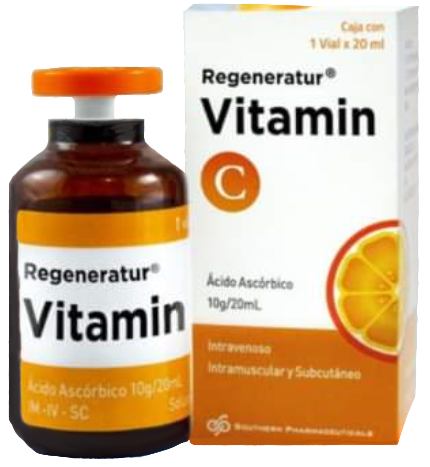 Caja con
1 Vial x 20 ml
Regeneratur®
Vitamin
C
Ácido Ascórbico
10g/20mL
Intravenoso
Intramuscular y Subcutáneo
SOUTHERN PHARMACEUTICALS
Regeneratur®
Vitamin
Ácido Ascórbico 10g/20mL
IM - IV - SC